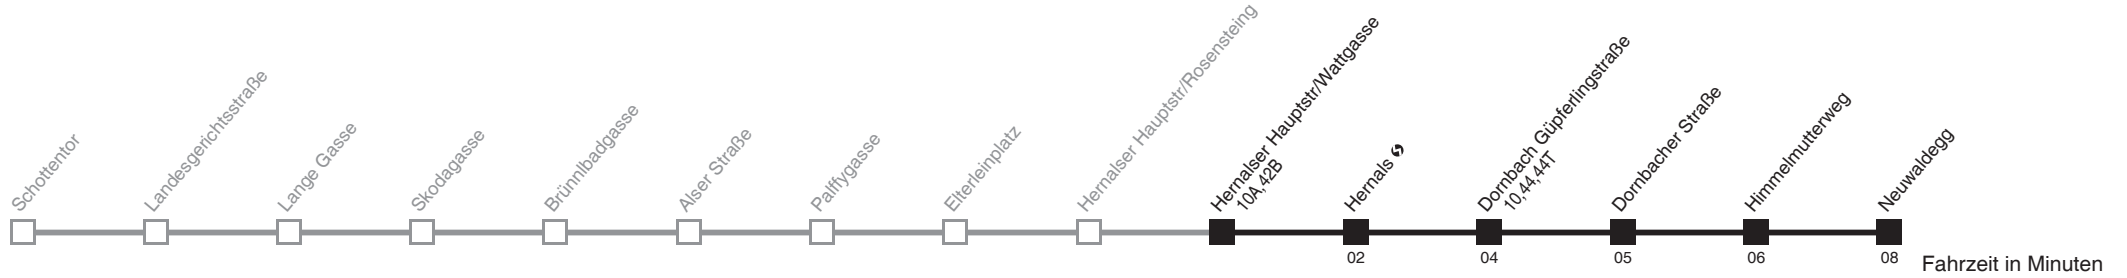 Schottentor
Landesgerichtsstraße
Lange Gasse
Skodagasse
Brünnlbadgasse
Alser Straße
Palffygasse
Elterleinplatz
Hernalser Hauptstr/Rosensteing
Hernalser Hauptstr/Wattgasse
10A,42B
Hernals
Dornbach Güpferlingstraße
10,44,44T
Dornbacher Straße
Himmelmutterweg
Neuwaldegg
02
04
05
06
08
Fahrzeit in Minuten